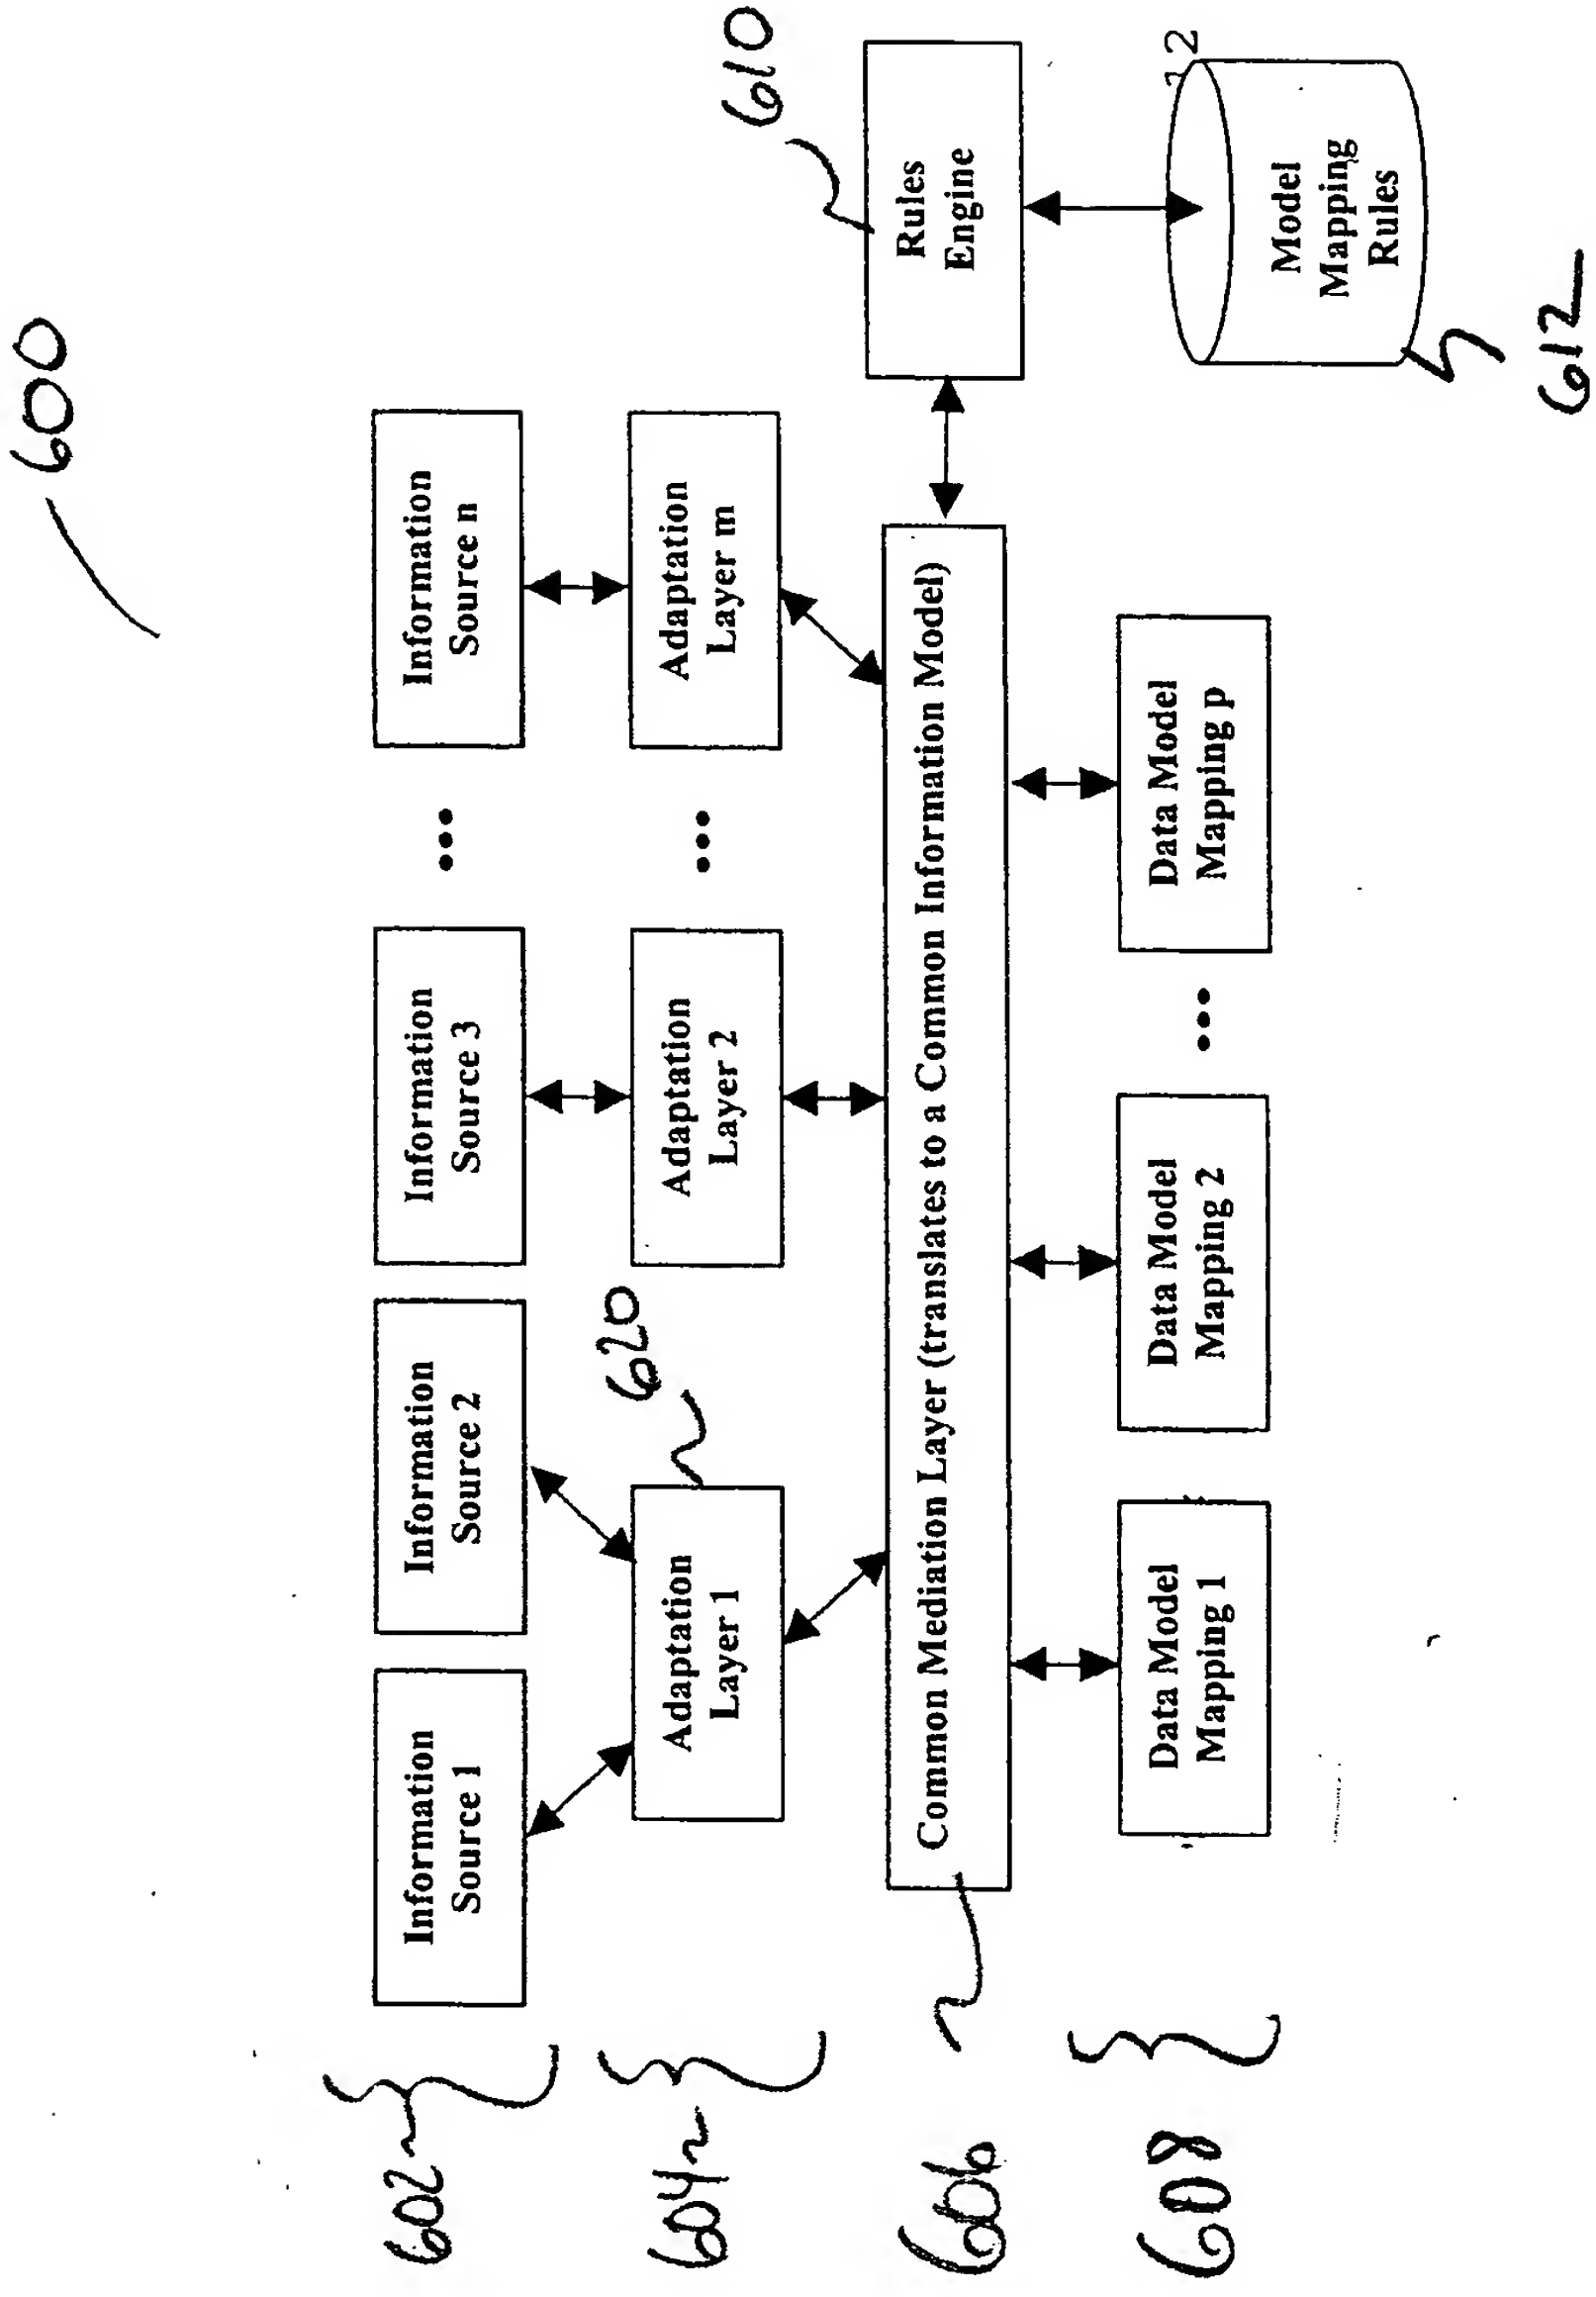 600
602
Information
Source 1
Information
Source 2
Information
Source 3
...
Information
Source n
604
Adaptation
Layer 1
620
Adaptation
Layer 2
...
Adaptation
Layer m
606
Common Mediation Layer (translates to a Common Information Model)
610
Rules
Engine
608
Data Model
Mapping 1
Data Model
Mapping 2
...
Data Model
Mapping p
12
Model
Mapping
Rules
612